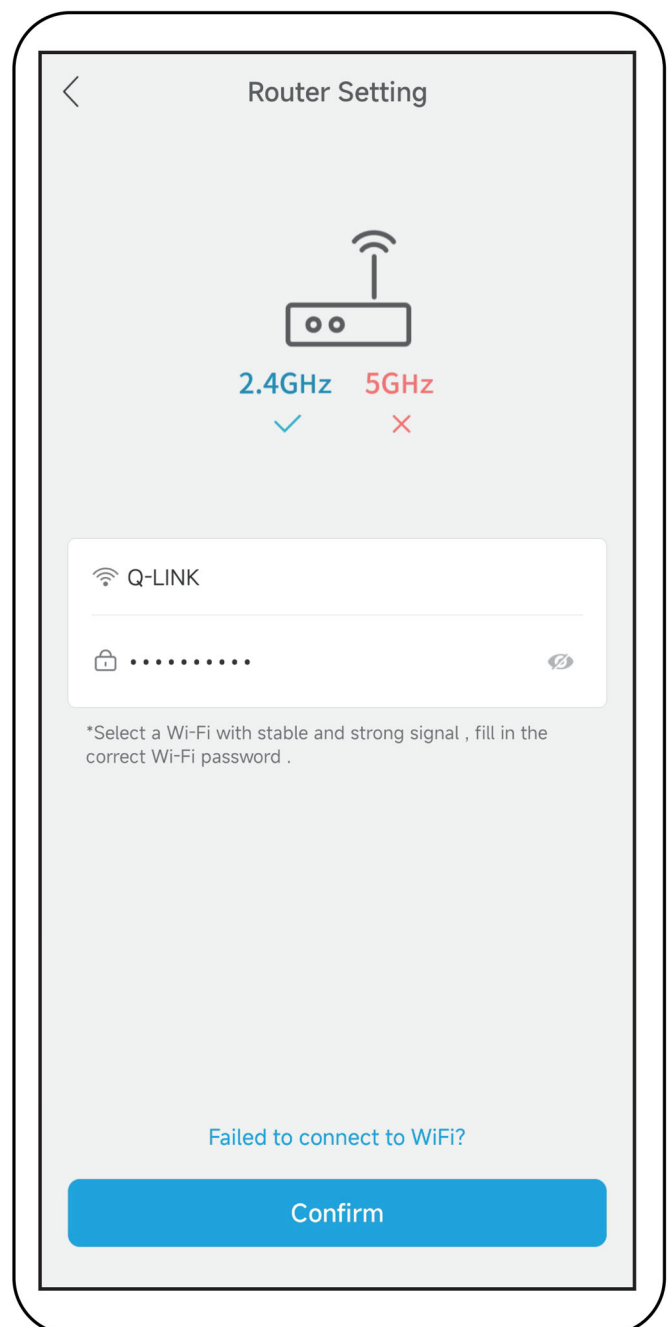 Router Setting
2.4GHz 5GHz
Q-LINK
••••••••••
*Select a Wi-Fi with stable and strong signal , fill in the
correct Wi-Fi password .
Failed to connect to WiFi?
Confirm